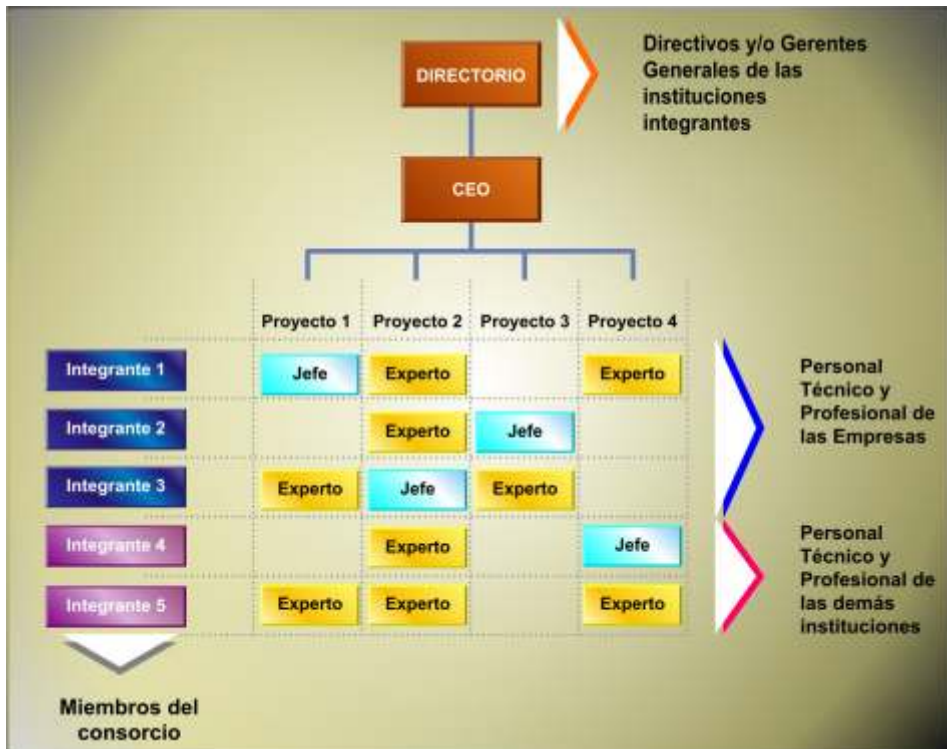 DIRECTORIO
Directivos y/o Gerentes
Generales de las
instituciones
integrantes
CEO
Proyecto 1 Proyecto 2 Proyecto 3 Proyecto 4
Integrante 1 Jefe Experto Experto
Integrante 2 Experto Jefe
Integrante 3 Experto Jefe Experto
Integrante 4 Experto Jefe
Integrante 5 Experto Experto Experto
Personal
Técnico y
Profesional de
las Empresas
Personal
Técnico y
Profesional de
las demás
instituciones
Miembros del
consorcio